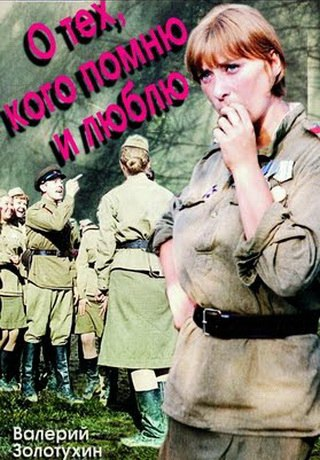 О тех,
кого помню
и люблю
Валерий
Золотухин